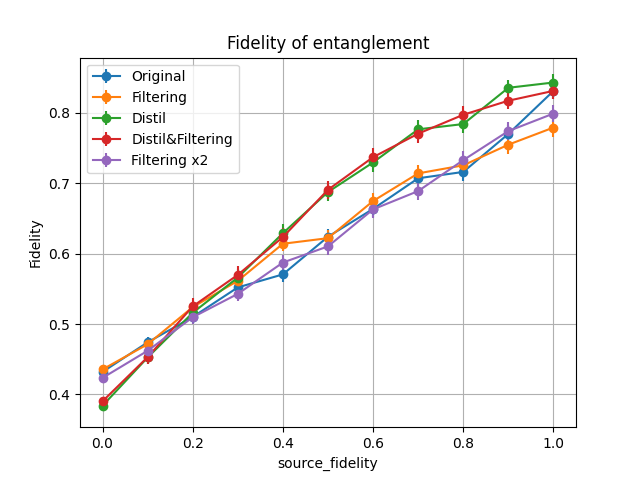 Fidelity of entanglement
Original
Filtering
Distil
Distil&Filtering
Filtering x2
Fidelity
0.8
0.7
0.6
0.5
0.4
0.0 0.2 0.4 0.6 0.8 1.0
source_fidelity